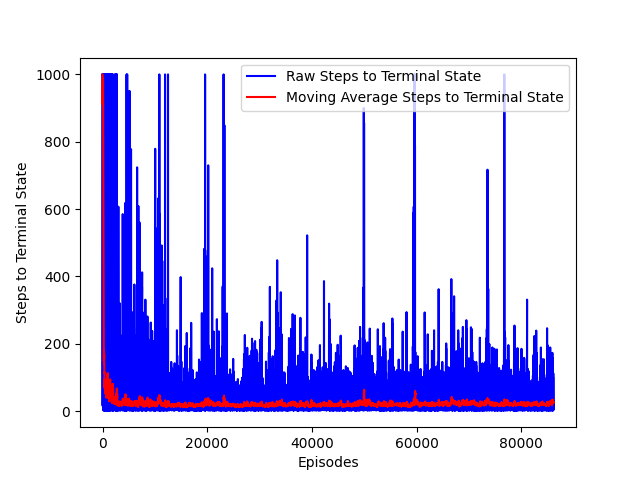 1000
800
600
400
200
0
Steps to Terminal State
Raw Steps to Terminal State
Moving Average Steps to Terminal State
0
20000
40000
60000
80000
Episodes